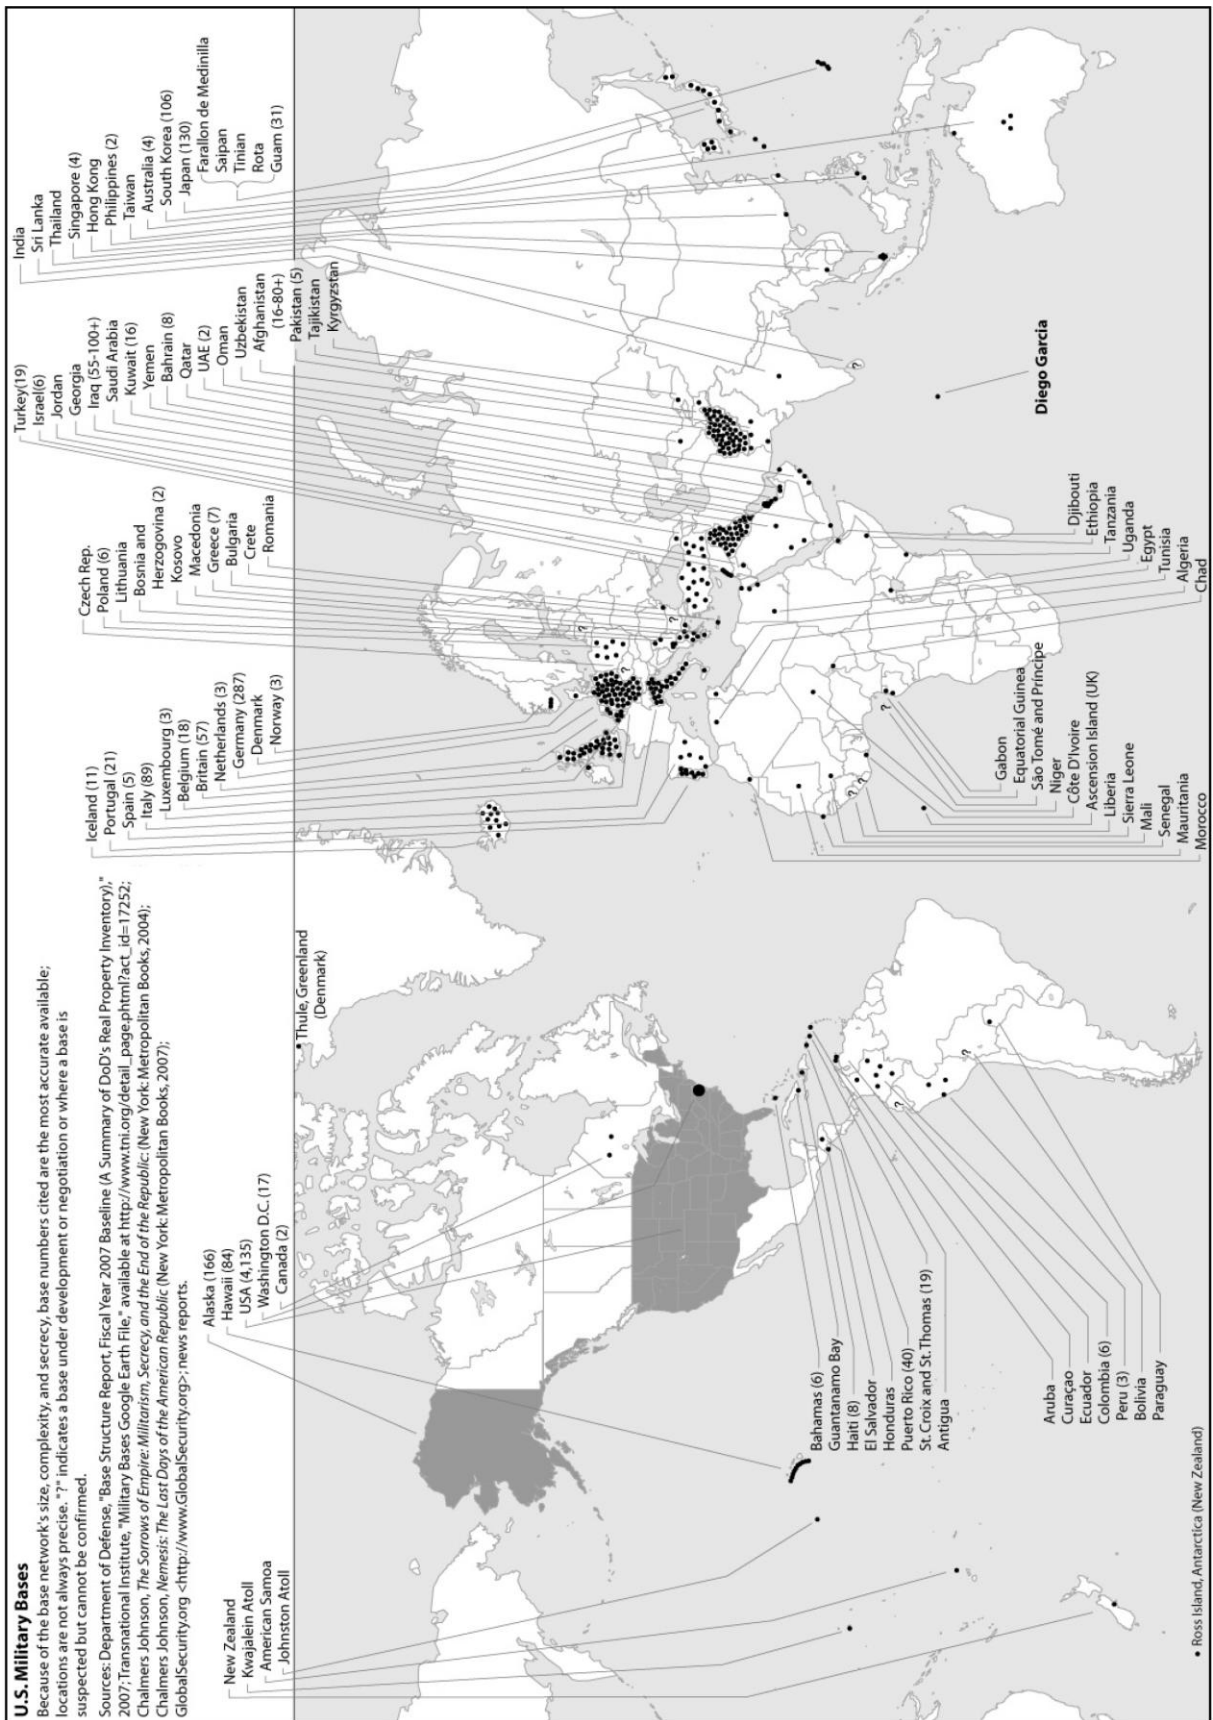 U.S. Military Bases
Because of the base network's size, complexity, and secrecy, base numbers cited are the most accurate available;
locations are not always precise. "?" indicates a base under development or negotiation or where a base is
suspected but cannot be confirmed.
Sources: Department of Defense, "Base Structure Report, Fiscal Year 2007 Baseline (A Summary of DoD's Real Property Inventory),"
2007; Transnational Institute, "Military Bases Google Earth File," available at http://www.tni.org/detail_page.phtml?act_id=17252;
Chalmers Johnson, The Sorrows of Empire: Militarism, Secrecy, and the End of the Republic (New York: Metropolitan Books, 2004);
Chalmers Johnson, Nemesis: The Last Days of the American Republic (New York: Metropolitan Books, 2007);
GlobalSecurity.org <http://www.GlobalSecurity.org>; news reports.
New Zealand
Kwajalein Atoll
American Samoa
Johnston Atoll
Alaska (166)
Hawaii (84)
USA (4,135)
Washington D.C. (17)
Canada (2)
Thule, Greenland
(Denmark)
Iceland (11)
Portugal (21)
Spain (5)
Italy (89)
Luxembourg (3)
Belgium (18)
Britain (57)
Netherlands (3)
Germany (287)
Denmark
Norway (3)
Czech Rep.
Poland (6)
Lithuania
Bosnia and
Herzogovina (2)
Kosovo
Macedonia
Greece (7)
Bulgaria
Crete
Romania
Turkey(19)
Israel(6)
Jordan
Georgia
Iraq (55-100+)
Saudi Arabia
Kuwait (16)
Yemen
Bahrain (8)
Qatar
UAE (2)
Oman
Uzbekistan
Afghanistan
(16-80+)
Pakistan (5)
Tajikistan
Kyrgyzstan
India
Sri Lanka
Thailand
Singapore (4)
Hong Kong
Philippines (2)
Taiwan
Australia (4)
South Korea (106)
Japan (130)
Farallon de Medinilla
Saipan
Tinian
Rota
Guam (31)
?
?
?
?
?
?
?
?
?
Bahamas (6)
Guantanamo Bay
Haiti (8)
El Salvador
Honduras
Puerto Rico (40)
St. Croix and St. Thomas (19)
Antigua
Aruba
Curaçao
Ecuador
Colombia (6)
Peru (3)
Bolivia
Paraguay
Gabon
Equatorial Guinea
São Tomé and Príncipe
Niger
Côte D'Ivoire
Ascension Island (UK)
Liberia
Sierra Leone
Mali
Senegal
Mauritania
Morocco
Djibouti
Ethiopia
Tanzania
Uganda
Egypt
Tunisia
Algeria
Chad
Diego Garcia
• Ross Island, Antarctica (New Zealand)